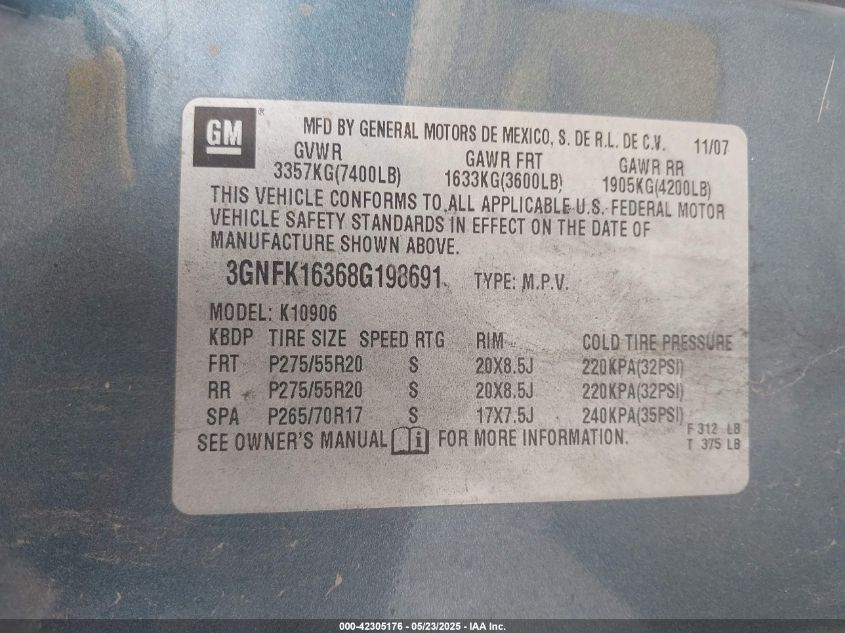 GM ® MFD BY GENERAL MOTORS DE MEXICO, S. DE R.L. DE C.V. 11/07
GVWR GAWR FRT GAWR RR
3357KG(7400LB) 1633KG(3600LB) 1905KG(4200LB)
THIS VEHICLE CONFORMS TO ALL APPLICABLE U.S. FEDERAL MOTOR
VEHICLE SAFETY STANDARDS IN EFFECT ON THE DATE OF
MANUFACTURE SHOWN ABOVE.
3GNFK16368G198691 TYPE: M.P.V.
MODEL: K10906
KBDP TIRE SIZE SPEED RTG RIM COLD TIRE PRESSURE
FRT P275/55R20 S 20X8.5J 220KPA(32PSI)
RR P275/55R20 S 20X8.5J 220KPA(32PSI)
SPA P265/70R17 S 17X7.5J 240KPA(35PSI)
SEE OWNER'S MANUAL i FOR MORE INFORMATION.
F 312 LB
T 375 LB
000-42305176 - 05/23/2025 - IAA Inc.